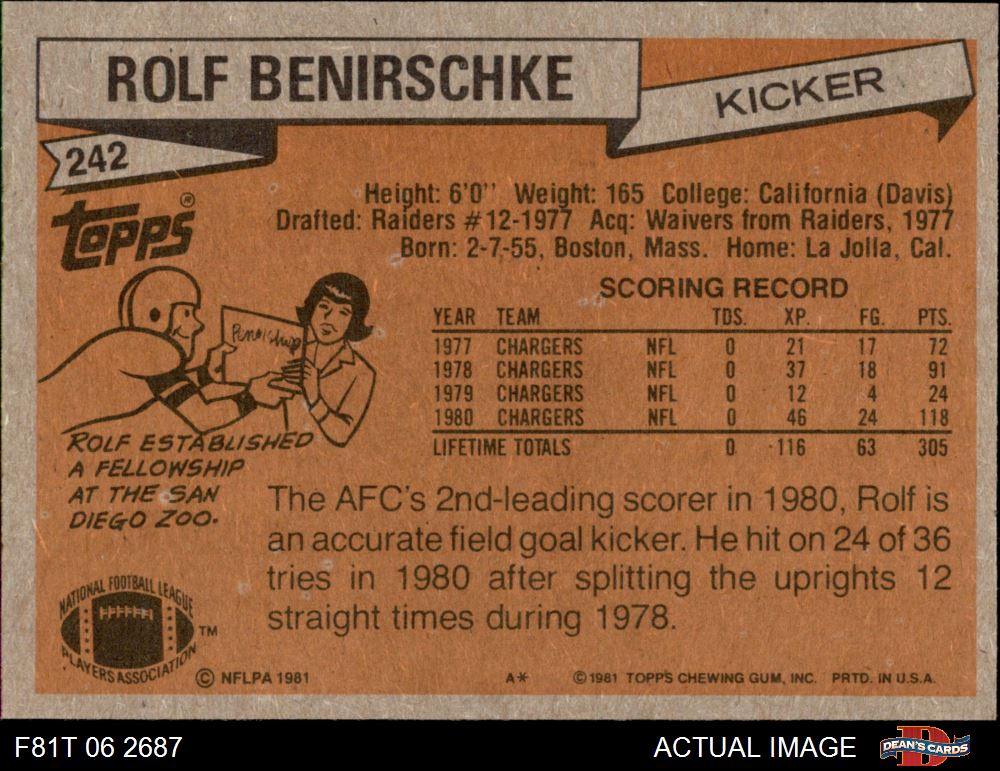 ROLF BENIRSCHKE
KICKER
242
TOPPS®
Height: 6'0'' Weight: 165 College: California (Davis)
Drafted: Raiders #12-1977 Acq: Waivers from Raiders, 1977
Born: 2-7-55, Boston, Mass. Home: La Jolla, Cal.
SCORING RECORD
YEAR TEAM TDS. XP. FG. PTS.
1977 CHARGERS NFL 0 21 17 72
1978 CHARGERS NFL 0 37 18 91
1979 CHARGERS NFL 0 12 4 24
1980 CHARGERS NFL 0 46 24 118
LIFETIME TOTALS 0 116 63 305
ROLF ESTABLISHED
A FELLOWSHIP
AT THE SAN
DIEGO ZOO.
The AFC's 2nd-leading scorer in 1980, Rolf is
an accurate field goal kicker. He hit on 24 of 36
tries in 1980 after splitting the uprights 12
straight times during 1978.
NATIONAL FOOTBALL LEAGUE
PLAYERS ASSOCIATION
TM
© NFLPA 1981
A*
© 1981 TOPPS CHEWING GUM, INC. PRTD. IN U.S.A.
F81T 06 2687
ACTUAL IMAGE
DEAN'S CARDS